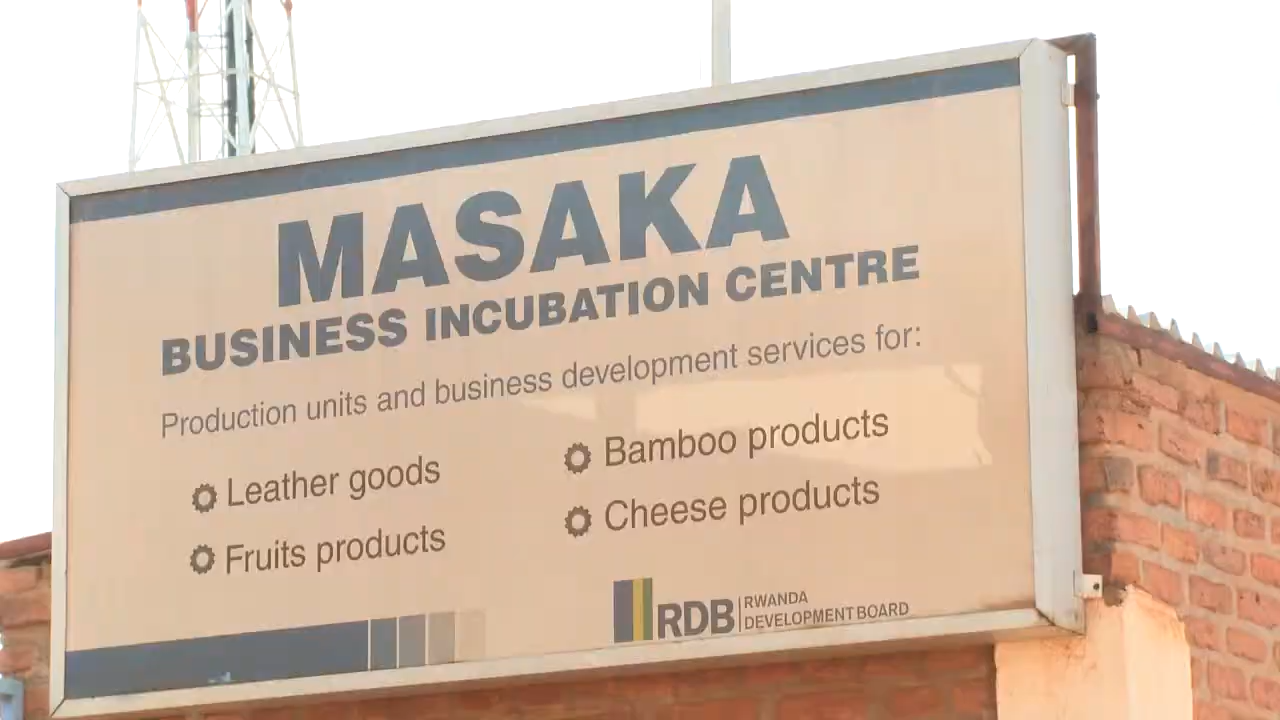 MASAKA
BUSINESS INCUBATION CENTRE
Production units and business development services for:
Leather goods
Fruits products
Bamboo products
Cheese products
RDB
RWANDA
DEVELOPMENT BOARD